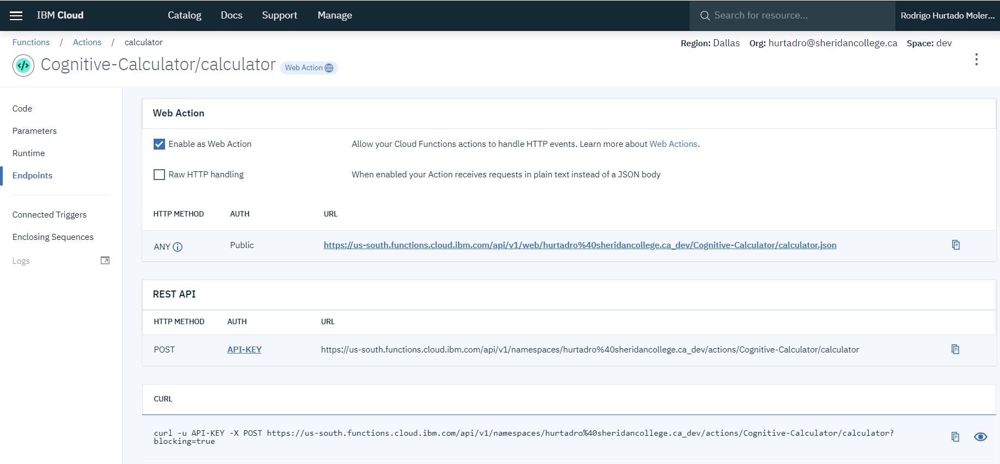 IBM Cloud Catalog Docs Support Manage Search for resource... Rodrigo Hurtado Moler...
Functions / Actions / calculator
Region: Dallas Org: hurtadro@sheridancollege.ca Space: dev
Cognitive-Calculator/calculator Web Action
Code
Parameters
Runtime
Endpoints
Connected Triggers
Enclosing Sequences
Logs
Web Action
Enable as Web Action Allow your Cloud Functions actions to handle HTTP events. Learn more about Web Actions.
Raw HTTP handling When enabled your Action receives requests in plain text instead of a JSON body
HTTP METHOD AUTH URL
ANY Public https://us-south.functions.cloud.ibm.com/api/v1/web/hurtadro%40sheridancollege.ca_dev/Cognitive-Calculator/calculator.json
REST API
HTTP METHOD AUTH URL
POST API-KEY https://us-south.functions.cloud.ibm.com/api/v1/namespaces/hurtadro%40sheridancollege.ca_dev/actions/Cognitive-Calculator/calculator
CURL
curl -u API-KEY -X POST https://us-south.functions.cloud.ibm.com/api/v1/namespaces/hurtadro%40sheridancollege.ca_dev/actions/Cognitive-Calculator/calculator?
blocking=true